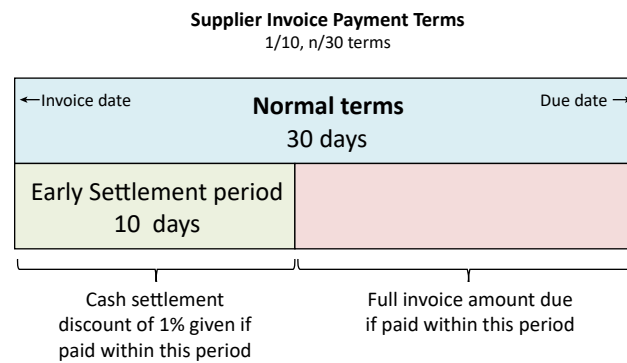 Supplier Invoice Payment Terms
1/10, n/30 terms
←Invoice date
Normal terms
Due date→
30 days
Early Settlement period
10 days
Cash settlement
discount of 1% given if
paid within this period
Full invoice amount due
if paid within this period